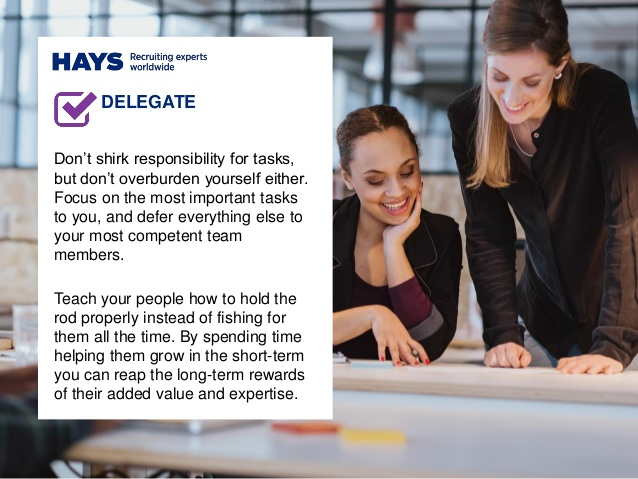 HAYS Recruiting experts
worldwide
DELEGATE
Don’t shirk responsibility for tasks,
but don’t overburden yourself either.
Focus on the most important tasks
to you, and defer everything else to
your most competent team
members.
Teach your people how to hold the
rod properly instead of fishing for
them all the time. By spending time
helping them grow in the short-term
you can reap the long-term rewards
of their added value and expertise.